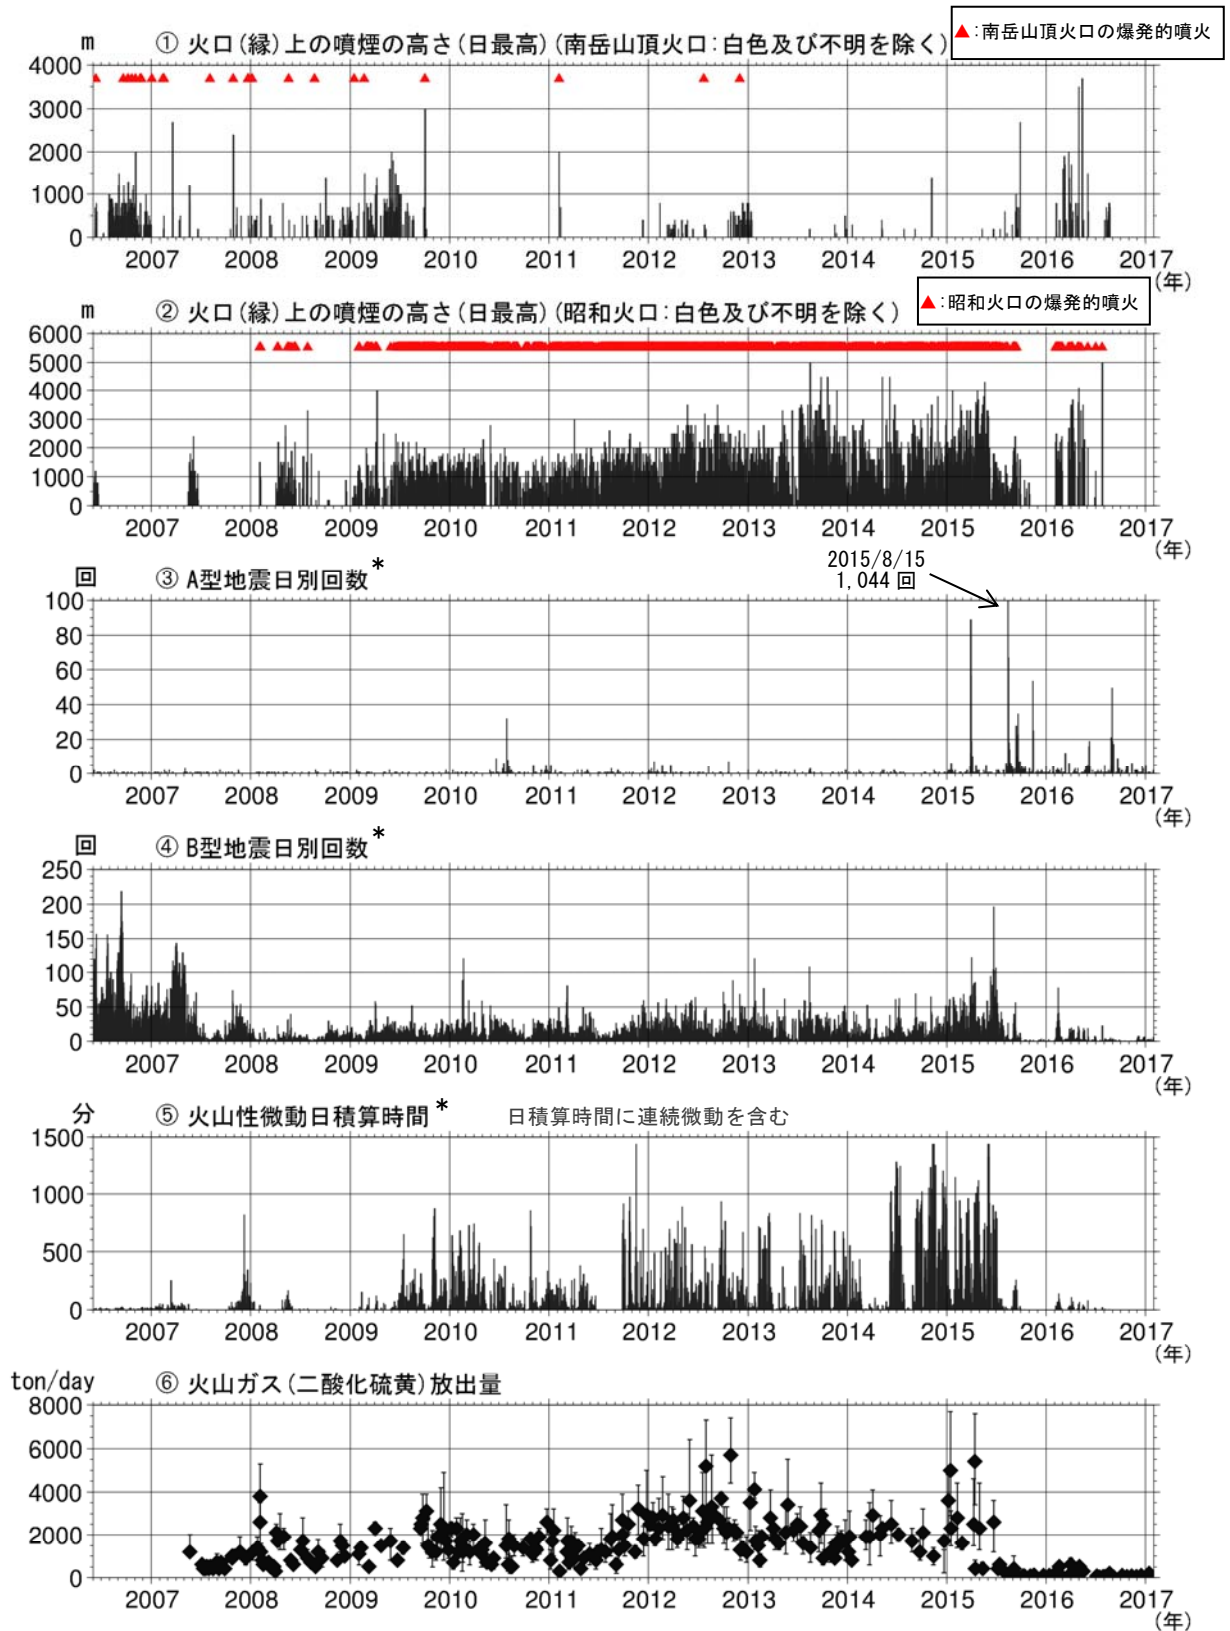 m ① 火口(縁)上の噴煙の高さ(日最高)(南岳山頂火口:白色及び不明を除く)
▲:南岳山頂火口の爆発的噴火
4000
3000
2000
1000
0
2007 2008 2009 2010 2011 2012 2013 2014 2015 2016 2017
(年)
m ② 火口(縁)上の噴煙の高さ(日最高)(昭和火口:白色及び不明を除く)
▲:昭和火口の爆発的噴火
6000
5000
4000
3000
2000
1000
0
2007 2008 2009 2010 2011 2012 2013 2014 2015 2016 2017
(年)
回 ③ A型地震日別回数*
2015/8/15
1,044 回
100
80
60
40
20
0
2007 2008 2009 2010 2011 2012 2013 2014 2015 2016 2017
(年)
回 ④ B型地震日別回数*
250
200
150
100
50
0
2007 2008 2009 2010 2011 2012 2013 2014 2015 2016 2017
(年)
分 ⑤ 火山性微動日積算時間* 日積算時間に連続微動を含む
1500
1000
500
0
2007 2008 2009 2010 2011 2012 2013 2014 2015 2016 2017
(年)
ton/day ⑥ 火山ガス(二酸化硫黄)放出量
8000
6000
4000
2000
0
2007 2008 2009 2010 2011 2012 2013 2014 2015 2016 2017
(年)